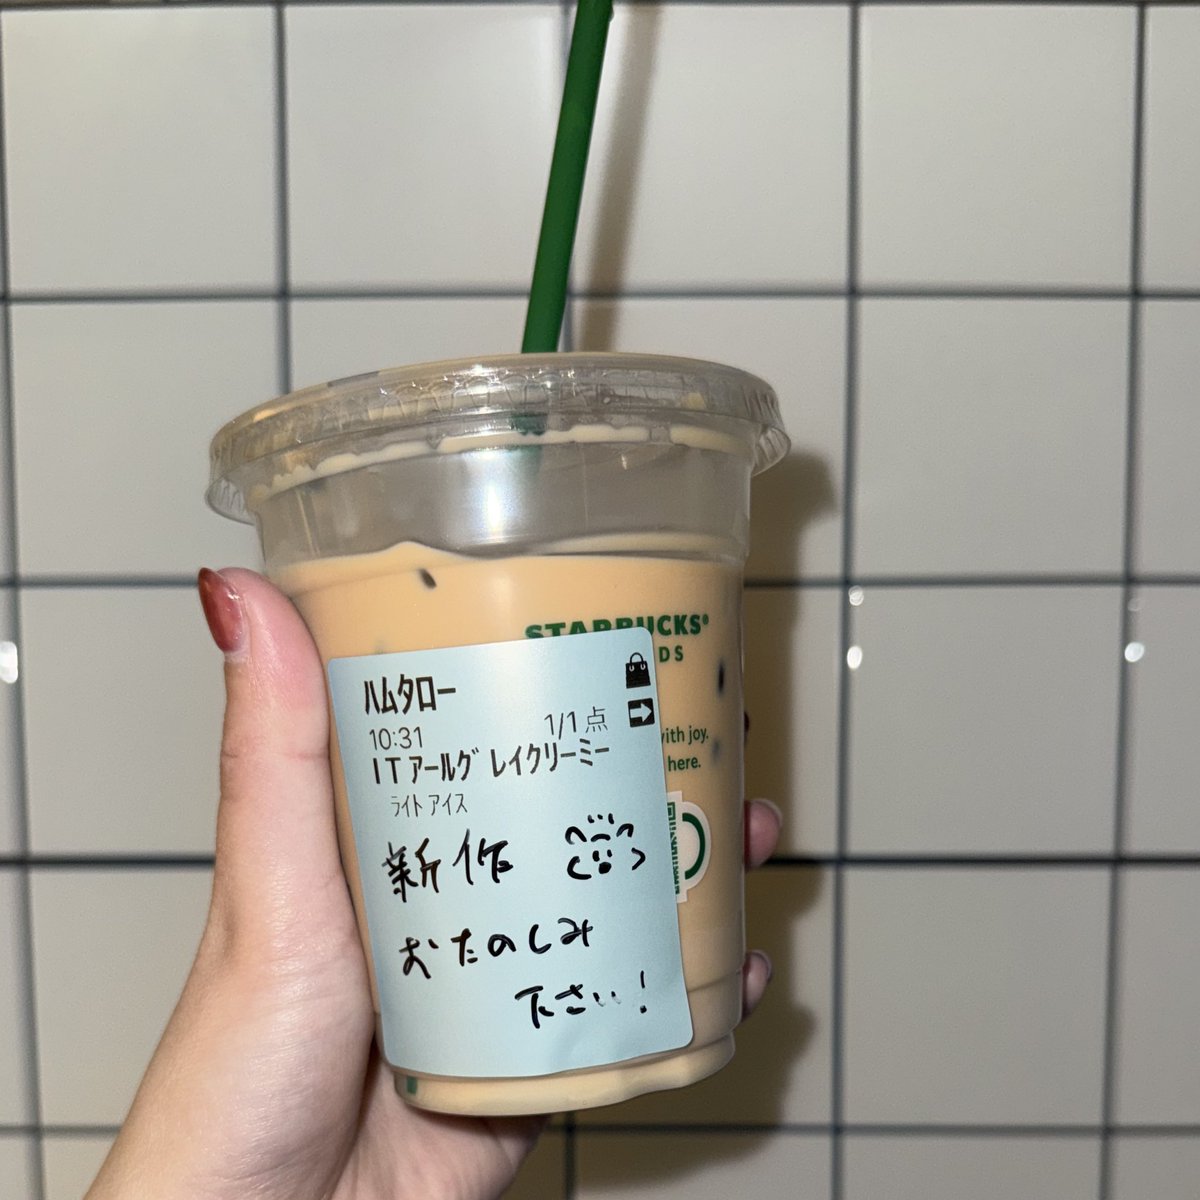 STARBUCKS®
DS
with joy.
here.
ハムタロー
10:31 1/1 点
ITアールグレイクリーミー
ライトアイス
新作
おたのしみ
下さい!